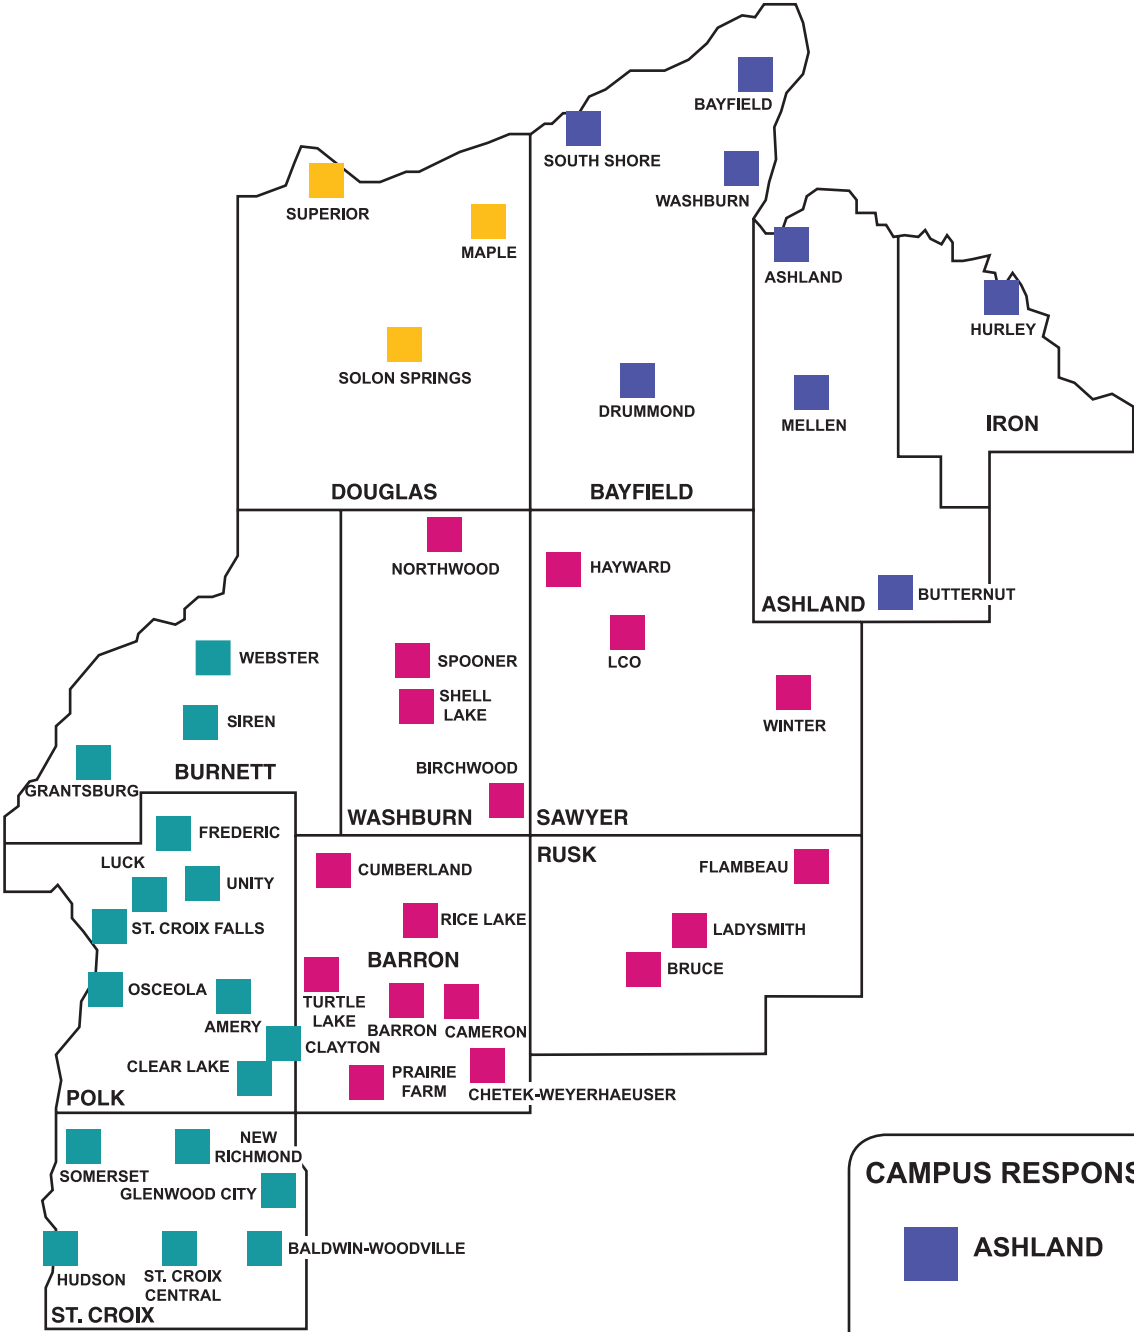 BAYFIELD
SOUTH SHORE
WASHBURN
SUPERIOR
MAPLE
ASHLAND
HURLEY
SOLON SPRINGS
DRUMMOND
MELLEN
IRON
DOUGLAS
BAYFIELD
NORTHWOOD
HAYWARD
ASHLAND
BUTTERNUT
WEBSTER
SPOONER
LCO
SHELL
LAKE
SIREN
WINTER
BURNETT
BIRCHWOOD
GRANTSBURG
WASHBURN
SAWYER
FREDERIC
RUSK
LUCK
CUMBERLAND
FLAMBEAU
UNITY
RICE LAKE
ST. CROIX FALLS
LADYSMITH
BARRON
BRUCE
OSCEOLA
TURTLE
LAKE
AMERY
BARRON
CAMERON
CLAYTON
CLEAR LAKE
PRAIRIE
FARM
CHETEK-WEYERHAEUSER
POLK
NEW
RICHMOND
SOMERSET
GLENWOOD CITY
BALDWIN-WOODVILLE
HUDSON
ST. CROIX
CENTRAL
ST. CROIX
CAMPUS RESPONS
ASHLAND